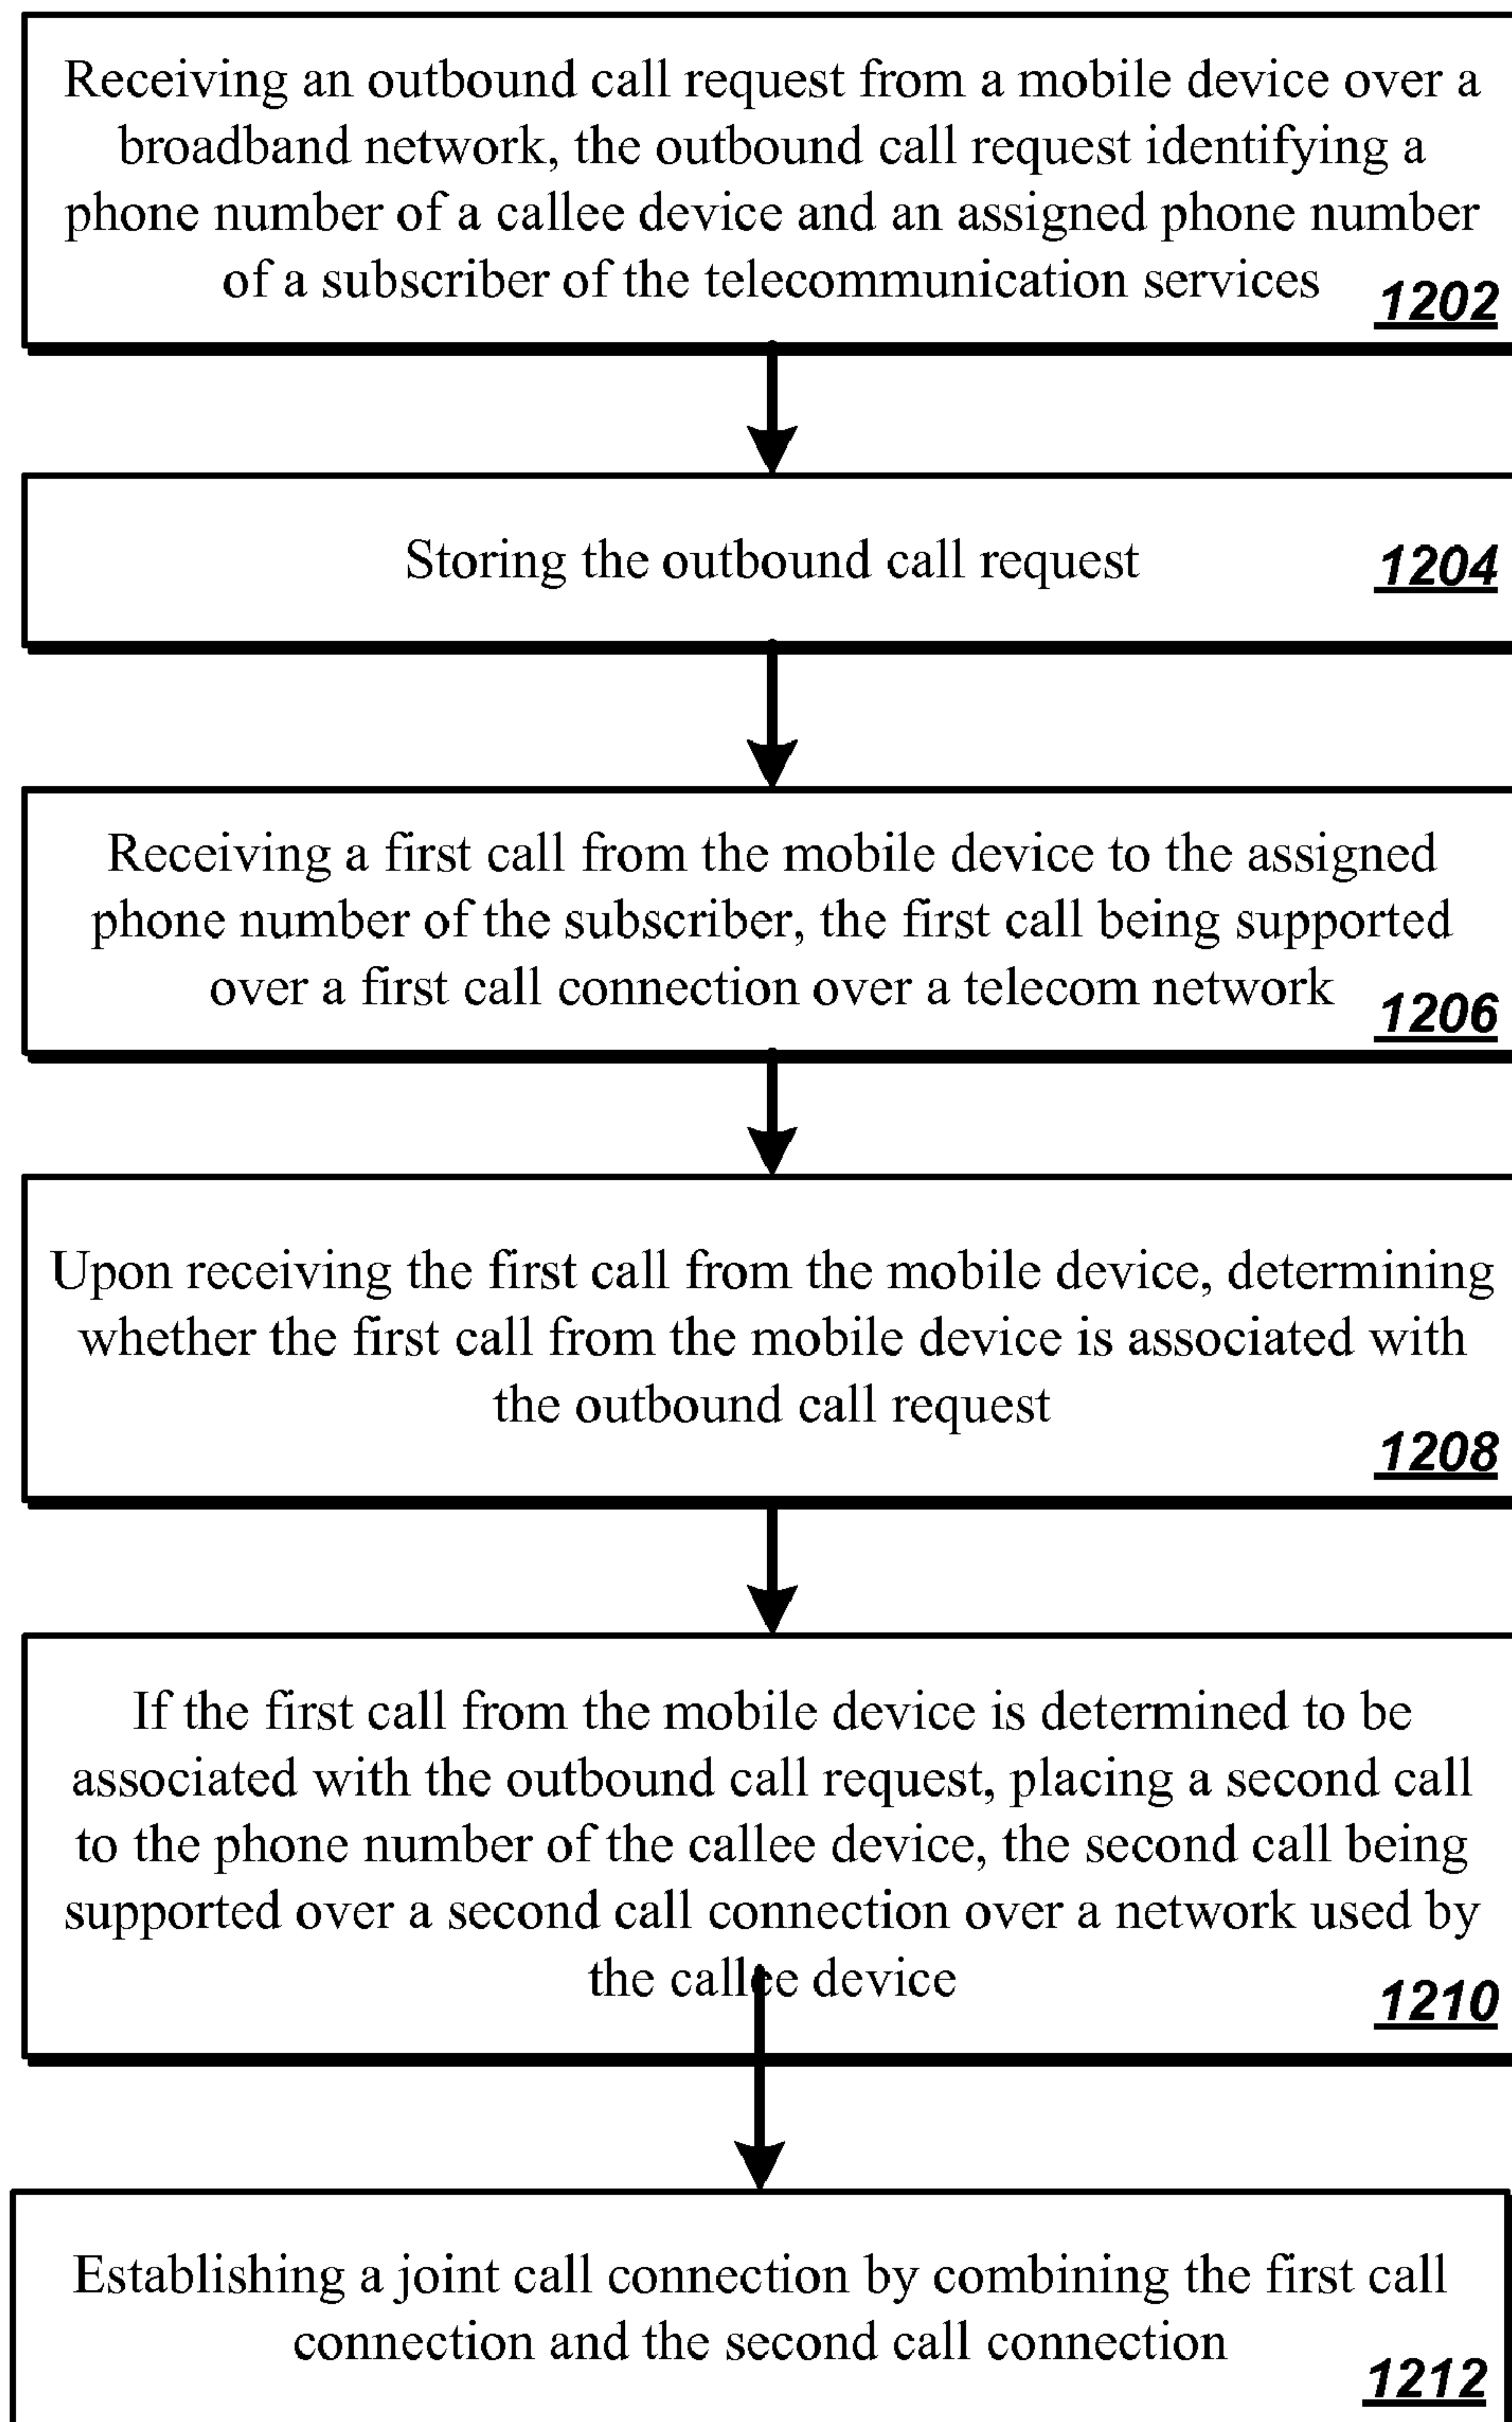 Receiving an outbound call request from a mobile device over a
broadband network, the outbound call request identifying a
phone number of a callee device and an assigned phone number
of a subscriber of the telecommunication services
1202
Storing the outbound call request
1204
Receiving a first call from the mobile device to the assigned
phone number of the subscriber, the first call being supported
over a first call connection over a telecom network
1206
Upon receiving the first call from the mobile device, determining
whether the first call from the mobile device is associated with
the outbound call request
1208
If the first call from the mobile device is determined to be
associated with the outbound call request, placing a second call
to the phone number of the callee device, the second call being
supported over a second call connection over a network used by
the callee device
1210
Establishing a joint call connection by combining the first call
connection and the second call connection
1212